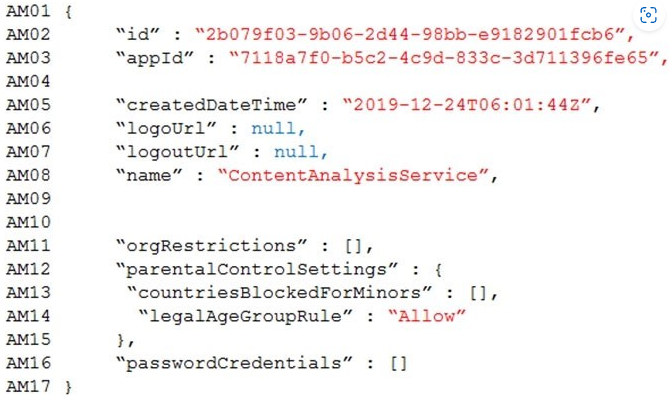 AM01 {
AM02 “id” : “2b079f03-9b06-2d44-98bb-e9182901fcb6”,
AM03 “appId” : “7118a7f0-b5c2-4c9d-833c-3d711396fe65”,
AM04
AM05 “createdDateTime” : “2019-12-24T06:01:44Z”,
AM06 “logoUrl” : null,
AM07 “logoutUrl” : null,
AM08 “name” : “ContentAnalysisService”,
AM09
AM10
AM11 “orgRestrictions” : [],
AM12 “parentalControlSettings” : {
AM13 “countriesBlockedForMinors” : [],
AM14 “legalAgeGroupRule” : “Allow”
AM15 },
AM16 “passwordCredentials” : []
AM17 }